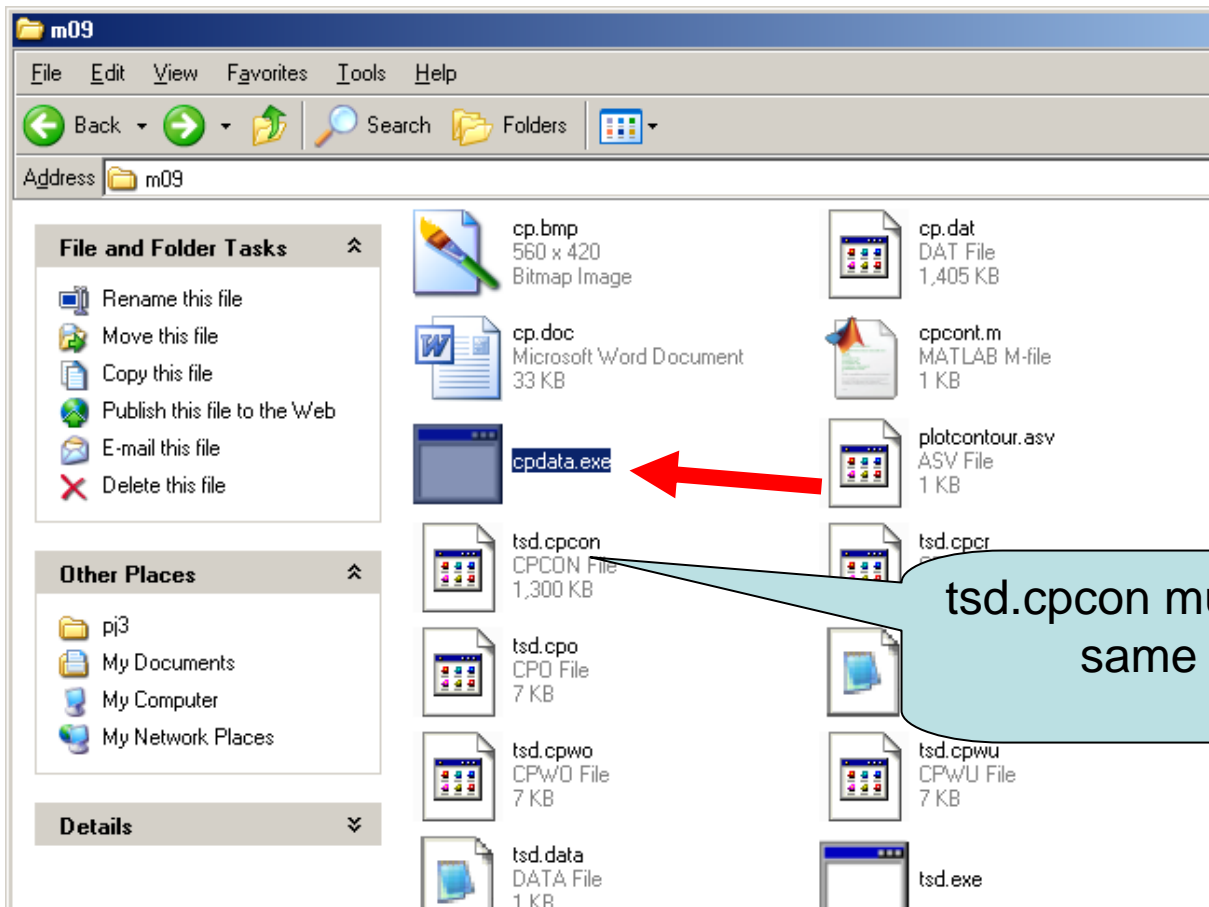 m09
File Edit View Favorites Tools Help
Back Search Folders
Address m09
File and Folder Tasks
Rename this file
Move this file
Copy this file
Publish this file to the Web
E-mail this file
Delete this file
Other Places
pj3
My Documents
My Computer
My Network Places
Details
cp.bmp
560 x 420
Bitmap Image
cp.dat
DAT File
1,405 KB
cp.doc
Microsoft Word Document
33 KB
cpcont.m
MATLAB M-file
1 KB
cpdata.exe
plotcontour.asv
ASV File
1 KB
tsd.cpcon
CPCON File
1,300 KB
tsd.cpcr
tsd.cpcon mu
same
tsd.cpo
CPO File
7 KB
tsd.cpwo
CPWO File
7 KB
tsd.cpwu
CPWU File
7 KB
tsd.data
DATA File
1 KB
tsd.exe